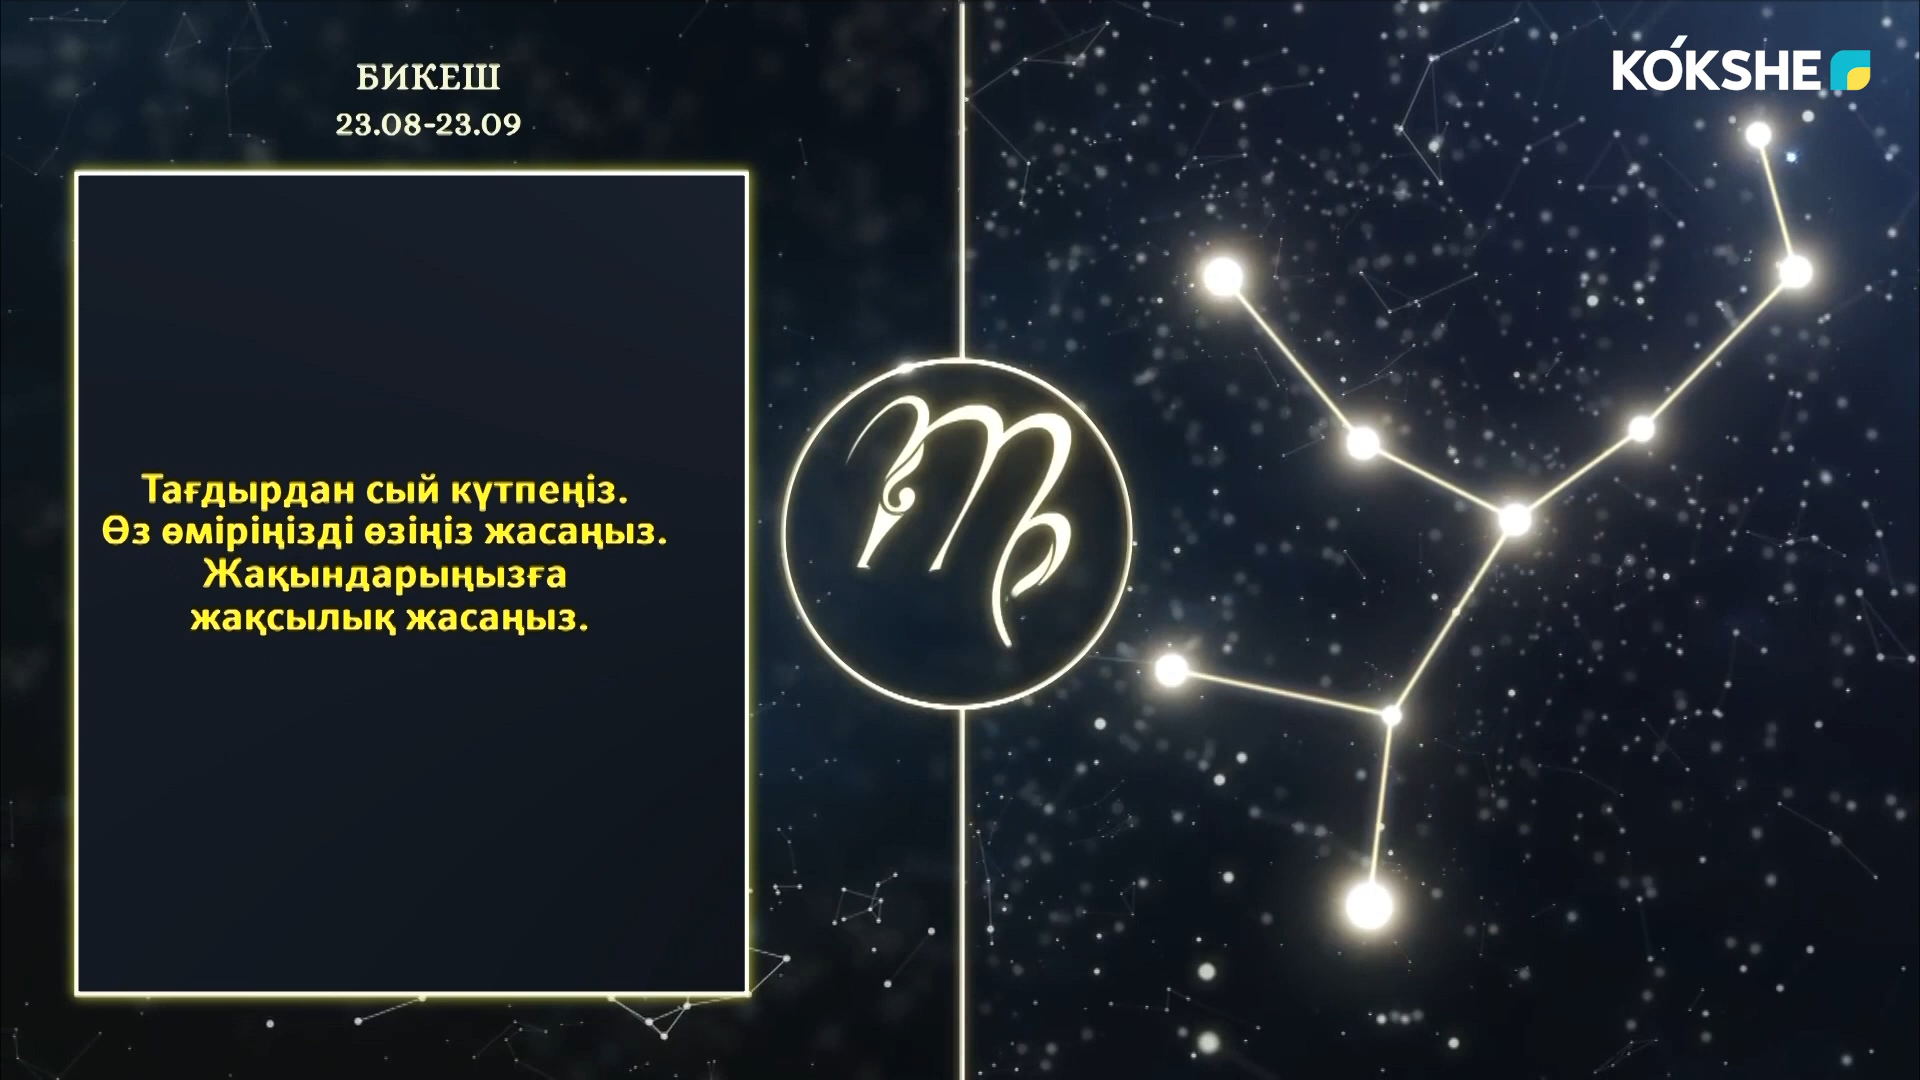 БИКЕШ
23.08-23.09
KÓKSHE
Тағдырдан сый күтпеңіз.
Өз өміріңізді өзіңіз жасаңыз.
Жақындарыңызға
жақсылық жасаңыз.